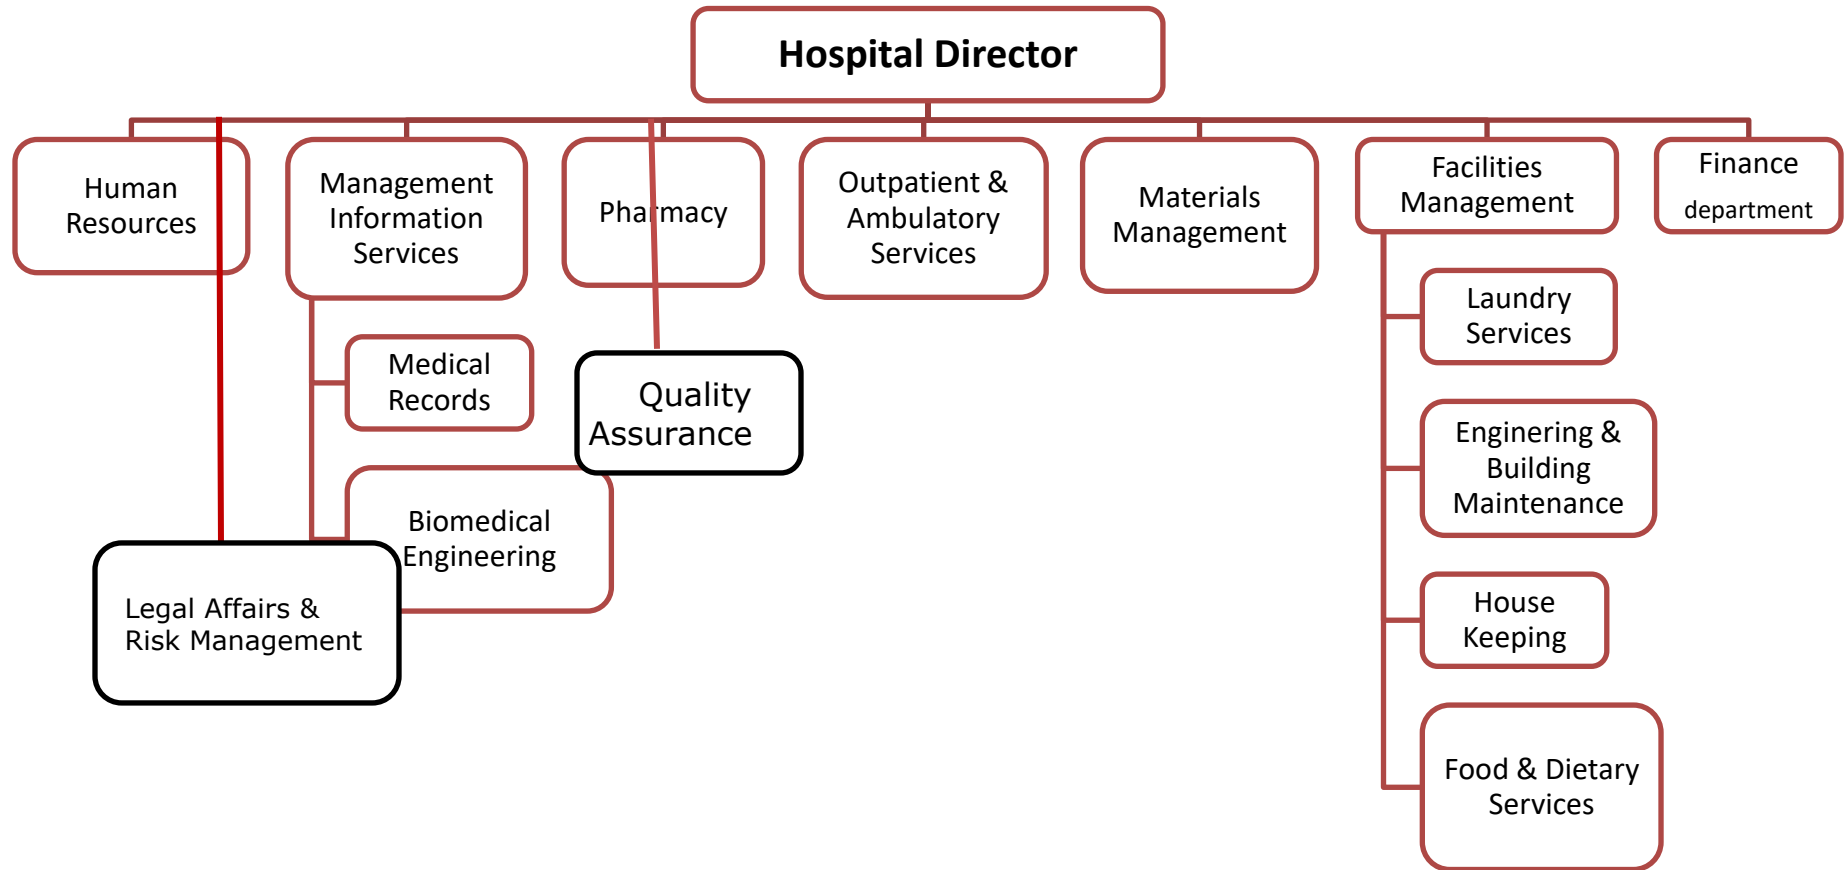 Hospital Director
Human
Resources
Management
Information
Services
Pharmacy
Outpatient &
Ambulatory
Services
Materials
Management
Facilities
Management
Finance
department
Medical
Records
Biomedical
Engineering
Quality
Assurance
Legal Affairs &
Risk Management
Laundry
Services
Enginering &
Building
Maintenance
House
Keeping
Food & Dietary
Services